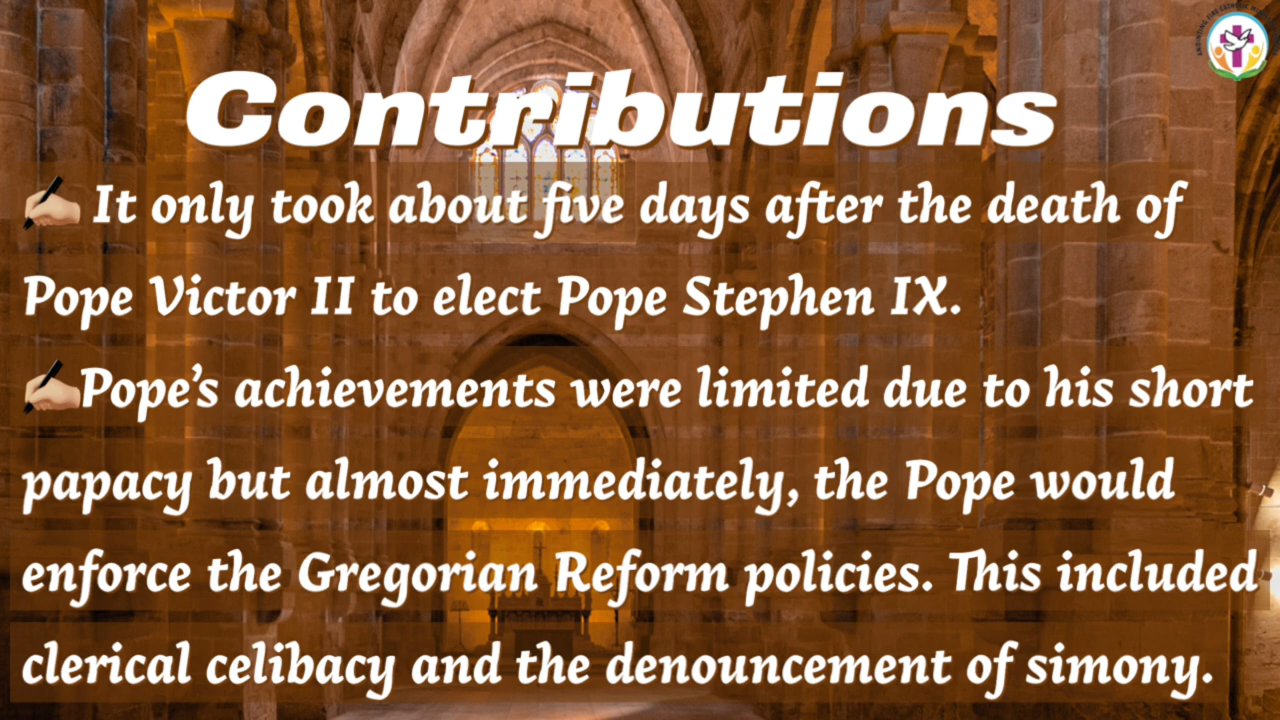 Contributions
✍🏼 It only took about five days after the death of
Pope Victor II to elect Pope Stephen IX.
✍🏼Pope’s achievements were limited due to his short
papacy but almost immediately, the Pope would
enforce the Gregorian Reform policies. This included
clerical celibacy and the denouncement of simony.